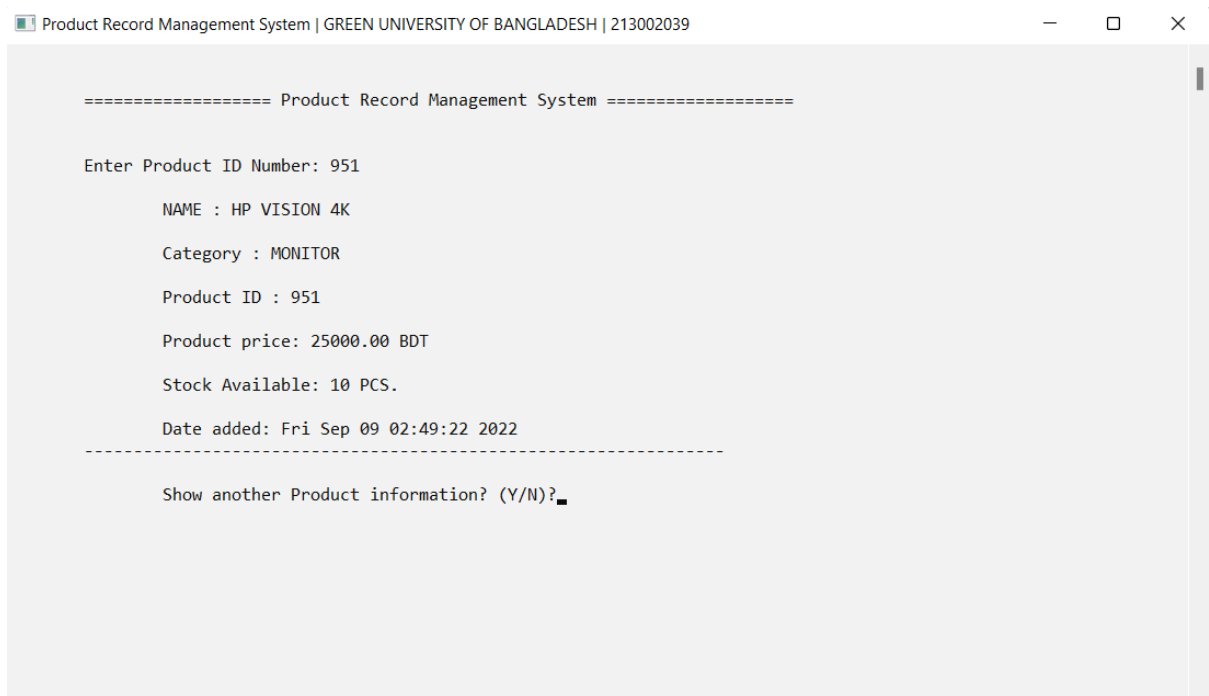 Product Record Management System | GREEN UNIVERSITY OF BANGLADESH | 213002039
=================== Product Record Management System ===================
Enter Product ID Number: 951
NAME : HP VISION 4K
Category : MONITOR
Product ID : 951
Product price: 25000.00 BDT
Stock Available: 10 PCS.
Date added: Fri Sep 09 02:49:22 2022
-----------------------------------------------------------------
Show another Product information? (Y/N)?